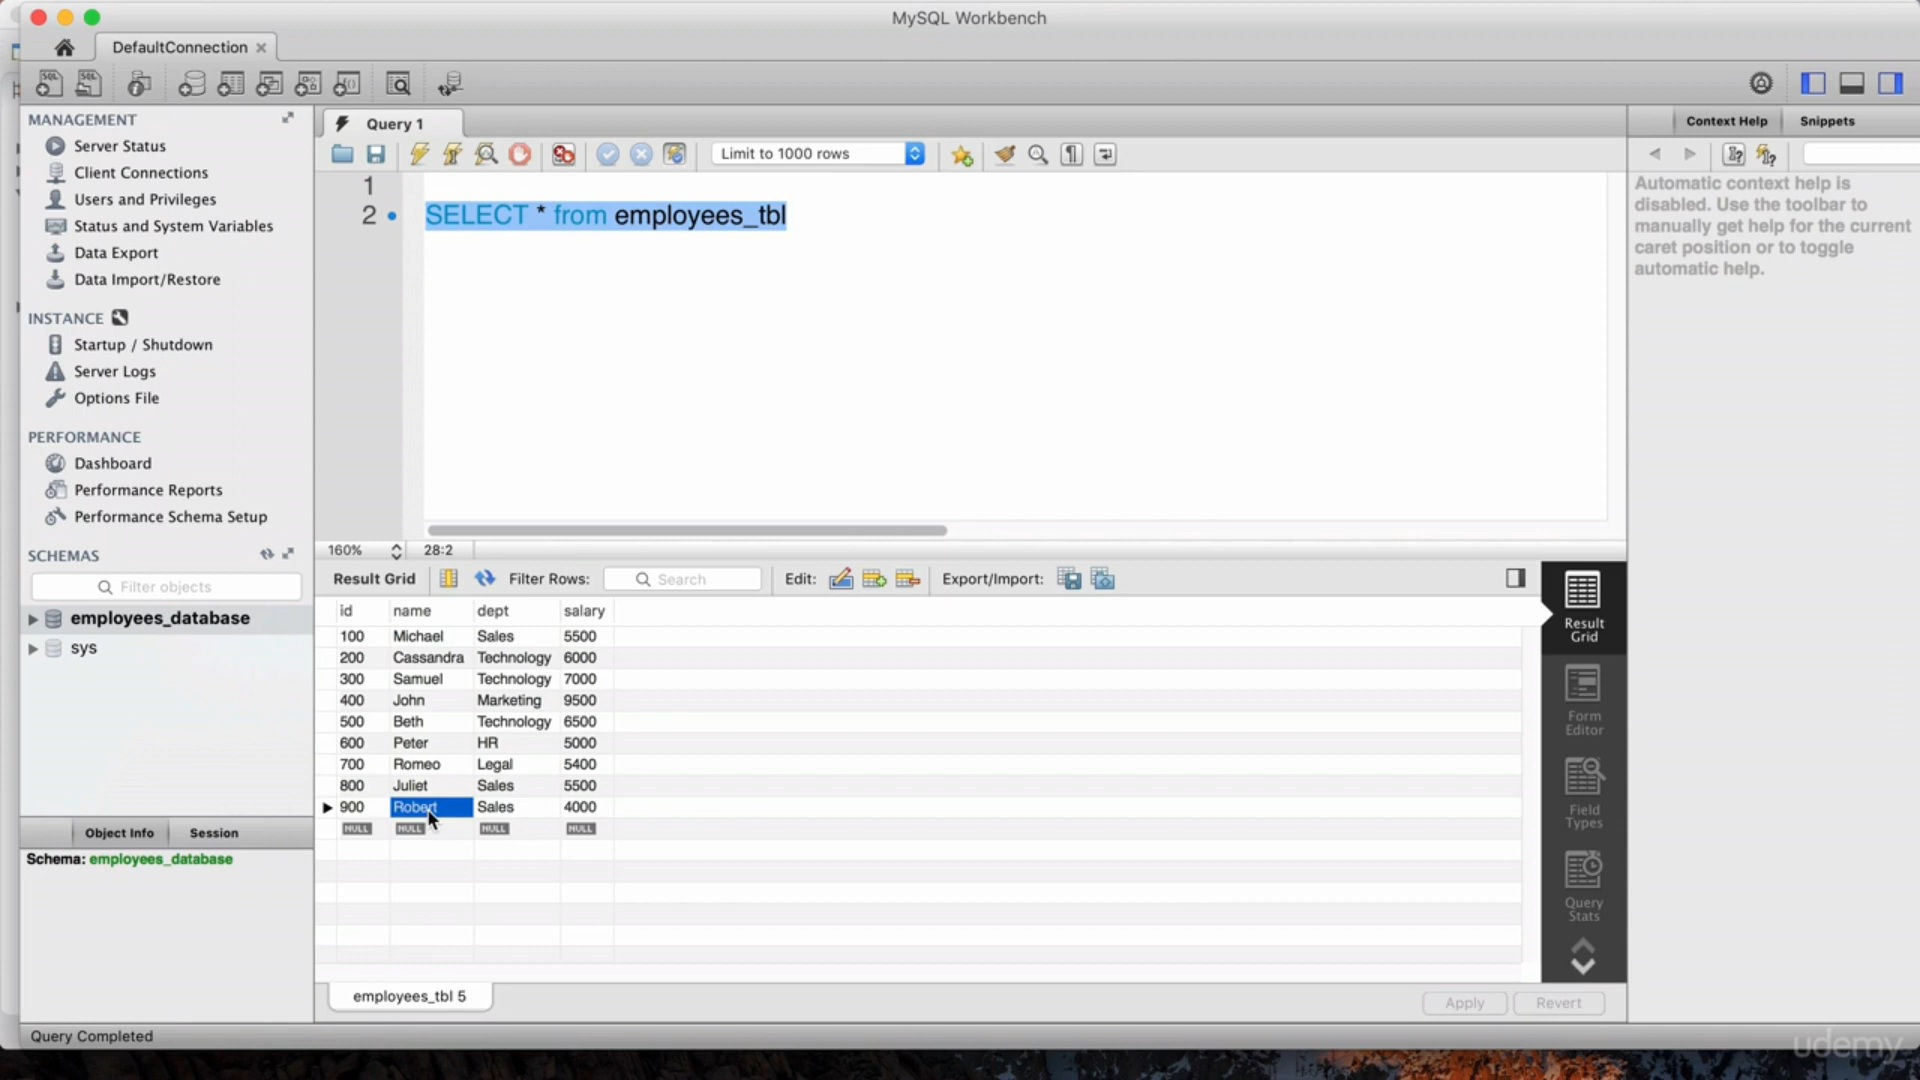 MySQL Workbench
DefaultConnection
MANAGEMENT
Server Status
Client Connections
Users and Privileges
Status and System Variables
Data Export
Data Import/Restore
INSTANCE
Startup / Shutdown
Server Logs
Options File
PERFORMANCE
Dashboard
Performance Reports
Performance Schema Setup
SCHEMAS
Filter objects
employees_database
sys
Object Info Session
Schema: employees_database
Query 1
Limit to 1000 rows
1
2 SELECT * from employees_tbl
160% 28:2
Result Grid Filter Rows: Search Edit: Export/Import:
id name dept salary
100 Michael Sales 5500
200 Cassandra Technology 6000
300 Samuel Technology 7000
400 John Marketing 9500
500 Beth Technology 6500
600 Peter HR 5000
700 Romeo Legal 5400
800 Juliet Sales 5500
900 Robert Sales 4000
NULL NULL NULL NULL
employees_tbl 5
Apply Revert
Result
Grid
Form
Editor
Field
Types
Query
Stats
Context Help Snippets
Automatic context help is
disabled. Use the toolbar to
manually get help for the current
caret position or to toggle
automatic help.
Query Completed
udemy